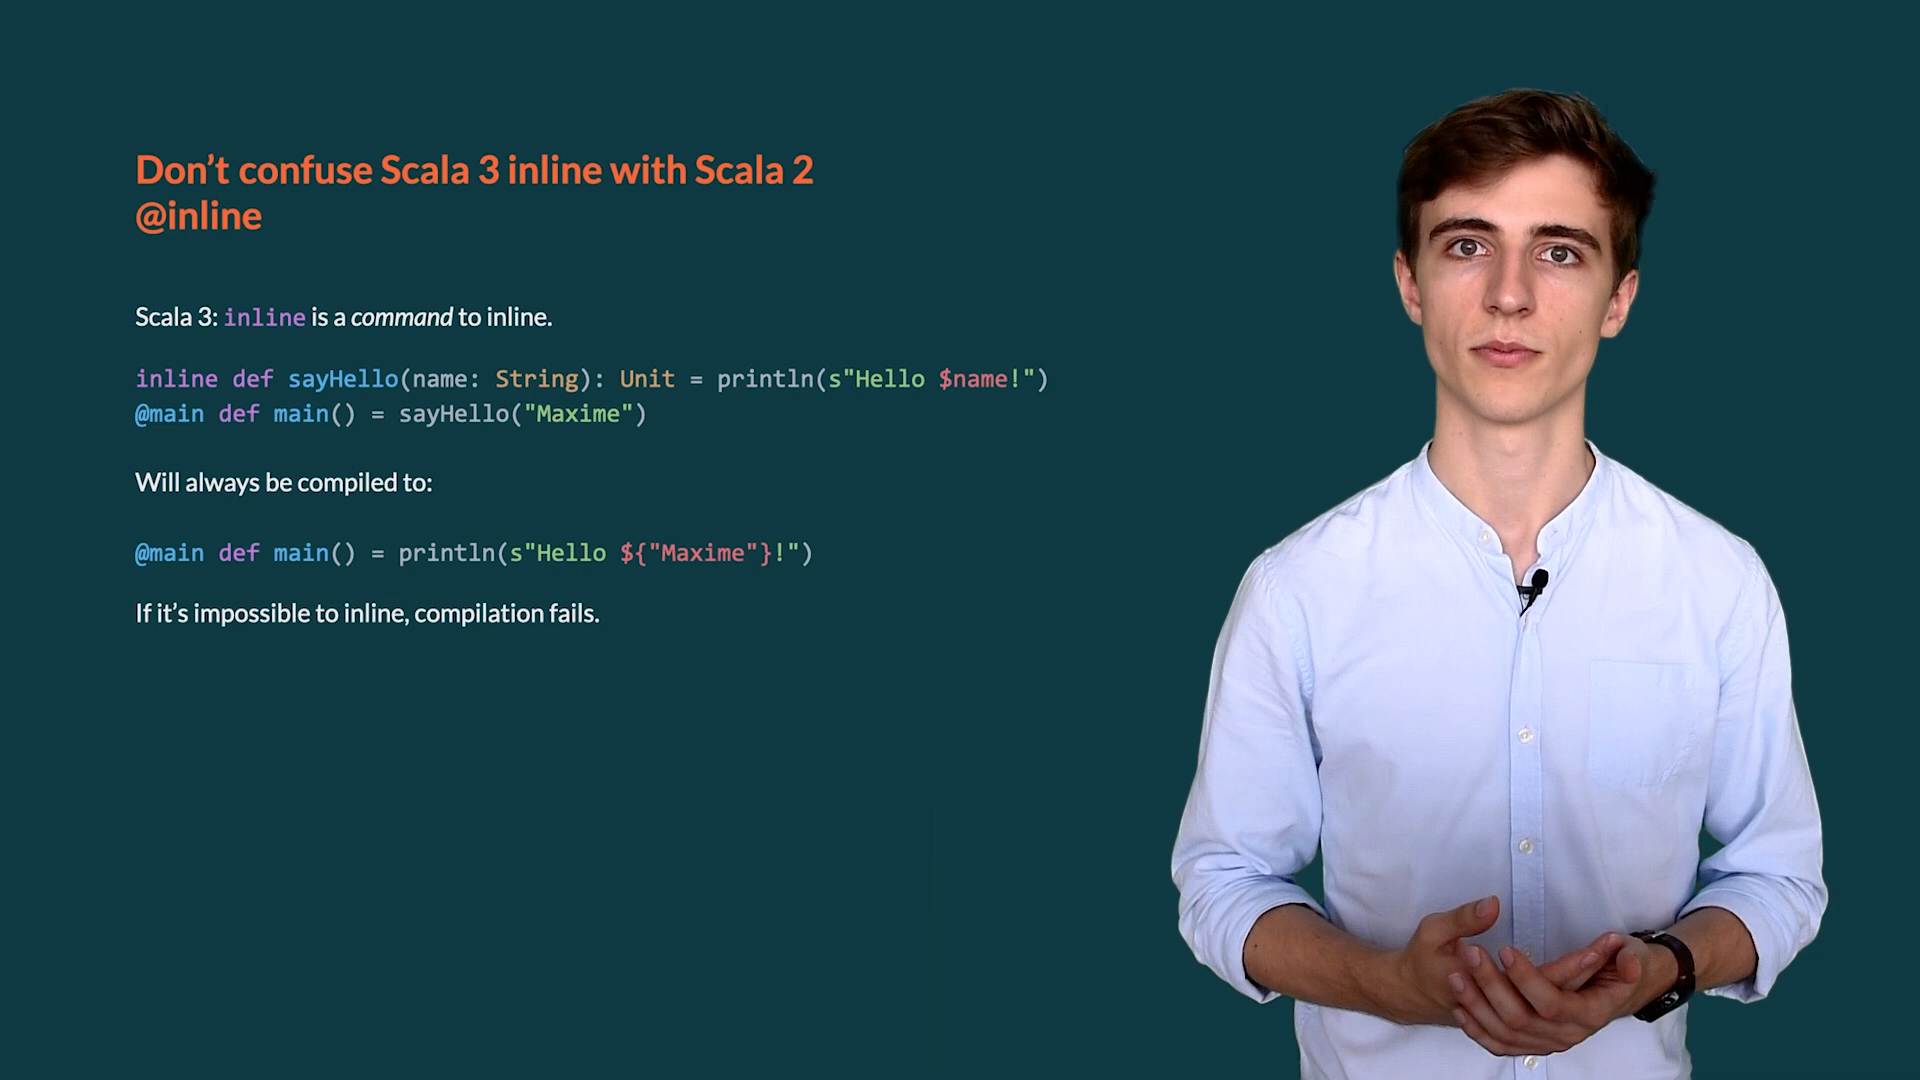 Don’t confuse Scala 3 inline with Scala 2
@inline
Scala 3: inline is a command to inline.
inline def sayHello(name: String): Unit = println(s"Hello $name!")
@main def main() = sayHello("Maxime")
Will always be compiled to:
@main def main() = println(s"Hello ${"Maxime"}!")
If it’s impossible to inline, compilation fails.